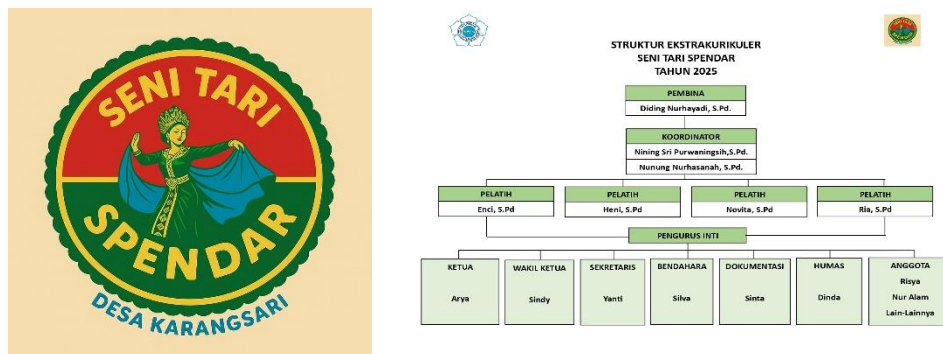 SENI TARI
SPENDAR
DESA KARANGSARI
STRUKTUR EKSTRAKURIKULER
SENI TARI SPENDAR
TAHUN 2025
PEMBINA
Diding Nurhayadi, S.Pd.
KOORDINATOR
Nining Sri Purwaningsih,S.Pd.
Nunung Nurhasanah, S.Pd.
PELATIH
Enci, S.Pd
PELATIH
Heni, S.Pd
PELATIH
Novita, S.Pd
PELATIH
Ria, S.Pd
PENGURUS INTI
KETUA
Arya
WAKIL KETUA
Sindy
SEKRETARIS
Yanti
BENDAHARA
Silva
DOKUMENTASI
Sinta
HUMAS
Dinda
ANGGOTA
Risya
Nur Alam
Lain-Lainnya